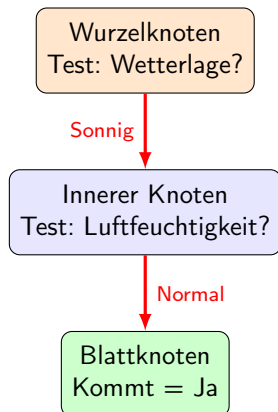 Wurzelknoten
Test: Wetterlage?
Sonnig
Innerer Knoten
Test: Luftfeuchtigkeit?
Normal
Blattknoten
Kommt = Ja